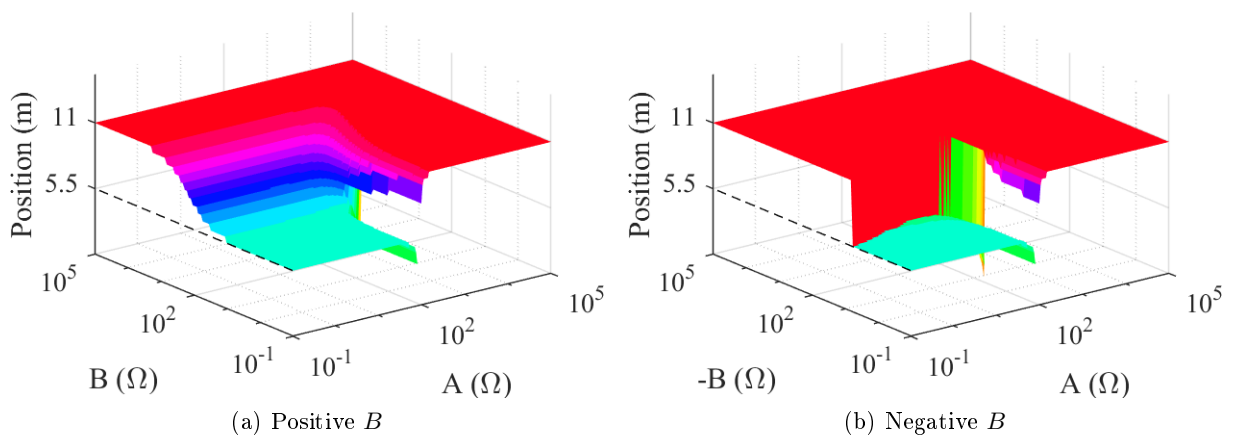 Position (m)
11
5.5
10^5
10^2
10^-1
B (Ω)
10^-1
10^2
10^5
A (Ω)
(a) Positive B
Position (m)
11
5.5
10^5
10^2
10^-1
-B (Ω)
10^-1
10^2
10^5
A (Ω)
(b) Negative B